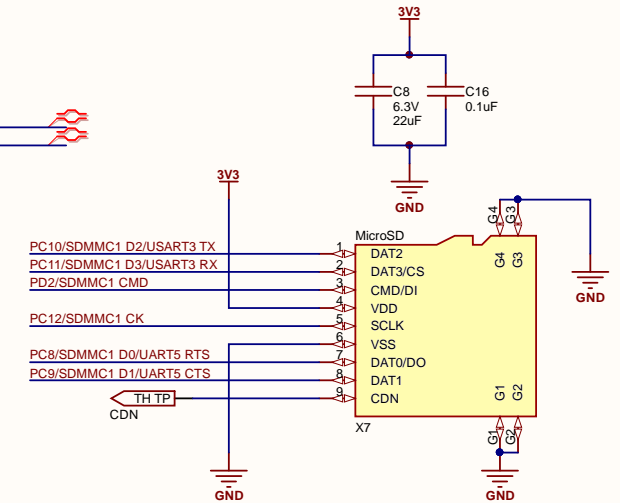 3V3
C8
6.3V
22uF
C16
0.1uF
GND
3V3
MicroSD
G4
G3
PC10/SDMMC1 D2/USART3 TX
1
DAT2
G4
G3
PC11/SDMMC1 D3/USART3 RX
2
DAT3/CS
PD2/SDMMC1 CMD
3
CMD/DI
4
VDD
GND
PC12/SDMMC1 CK
5
SCLK
6
VSS
PC8/SDMMC1 D0/UART5 RTS
7
DAT0/DO
PC9/SDMMC1 D1/UART5 CTS
8
DAT1
TH TP
9
CDN
G1
G2
CDN
X7
G1
G2
GND
GND